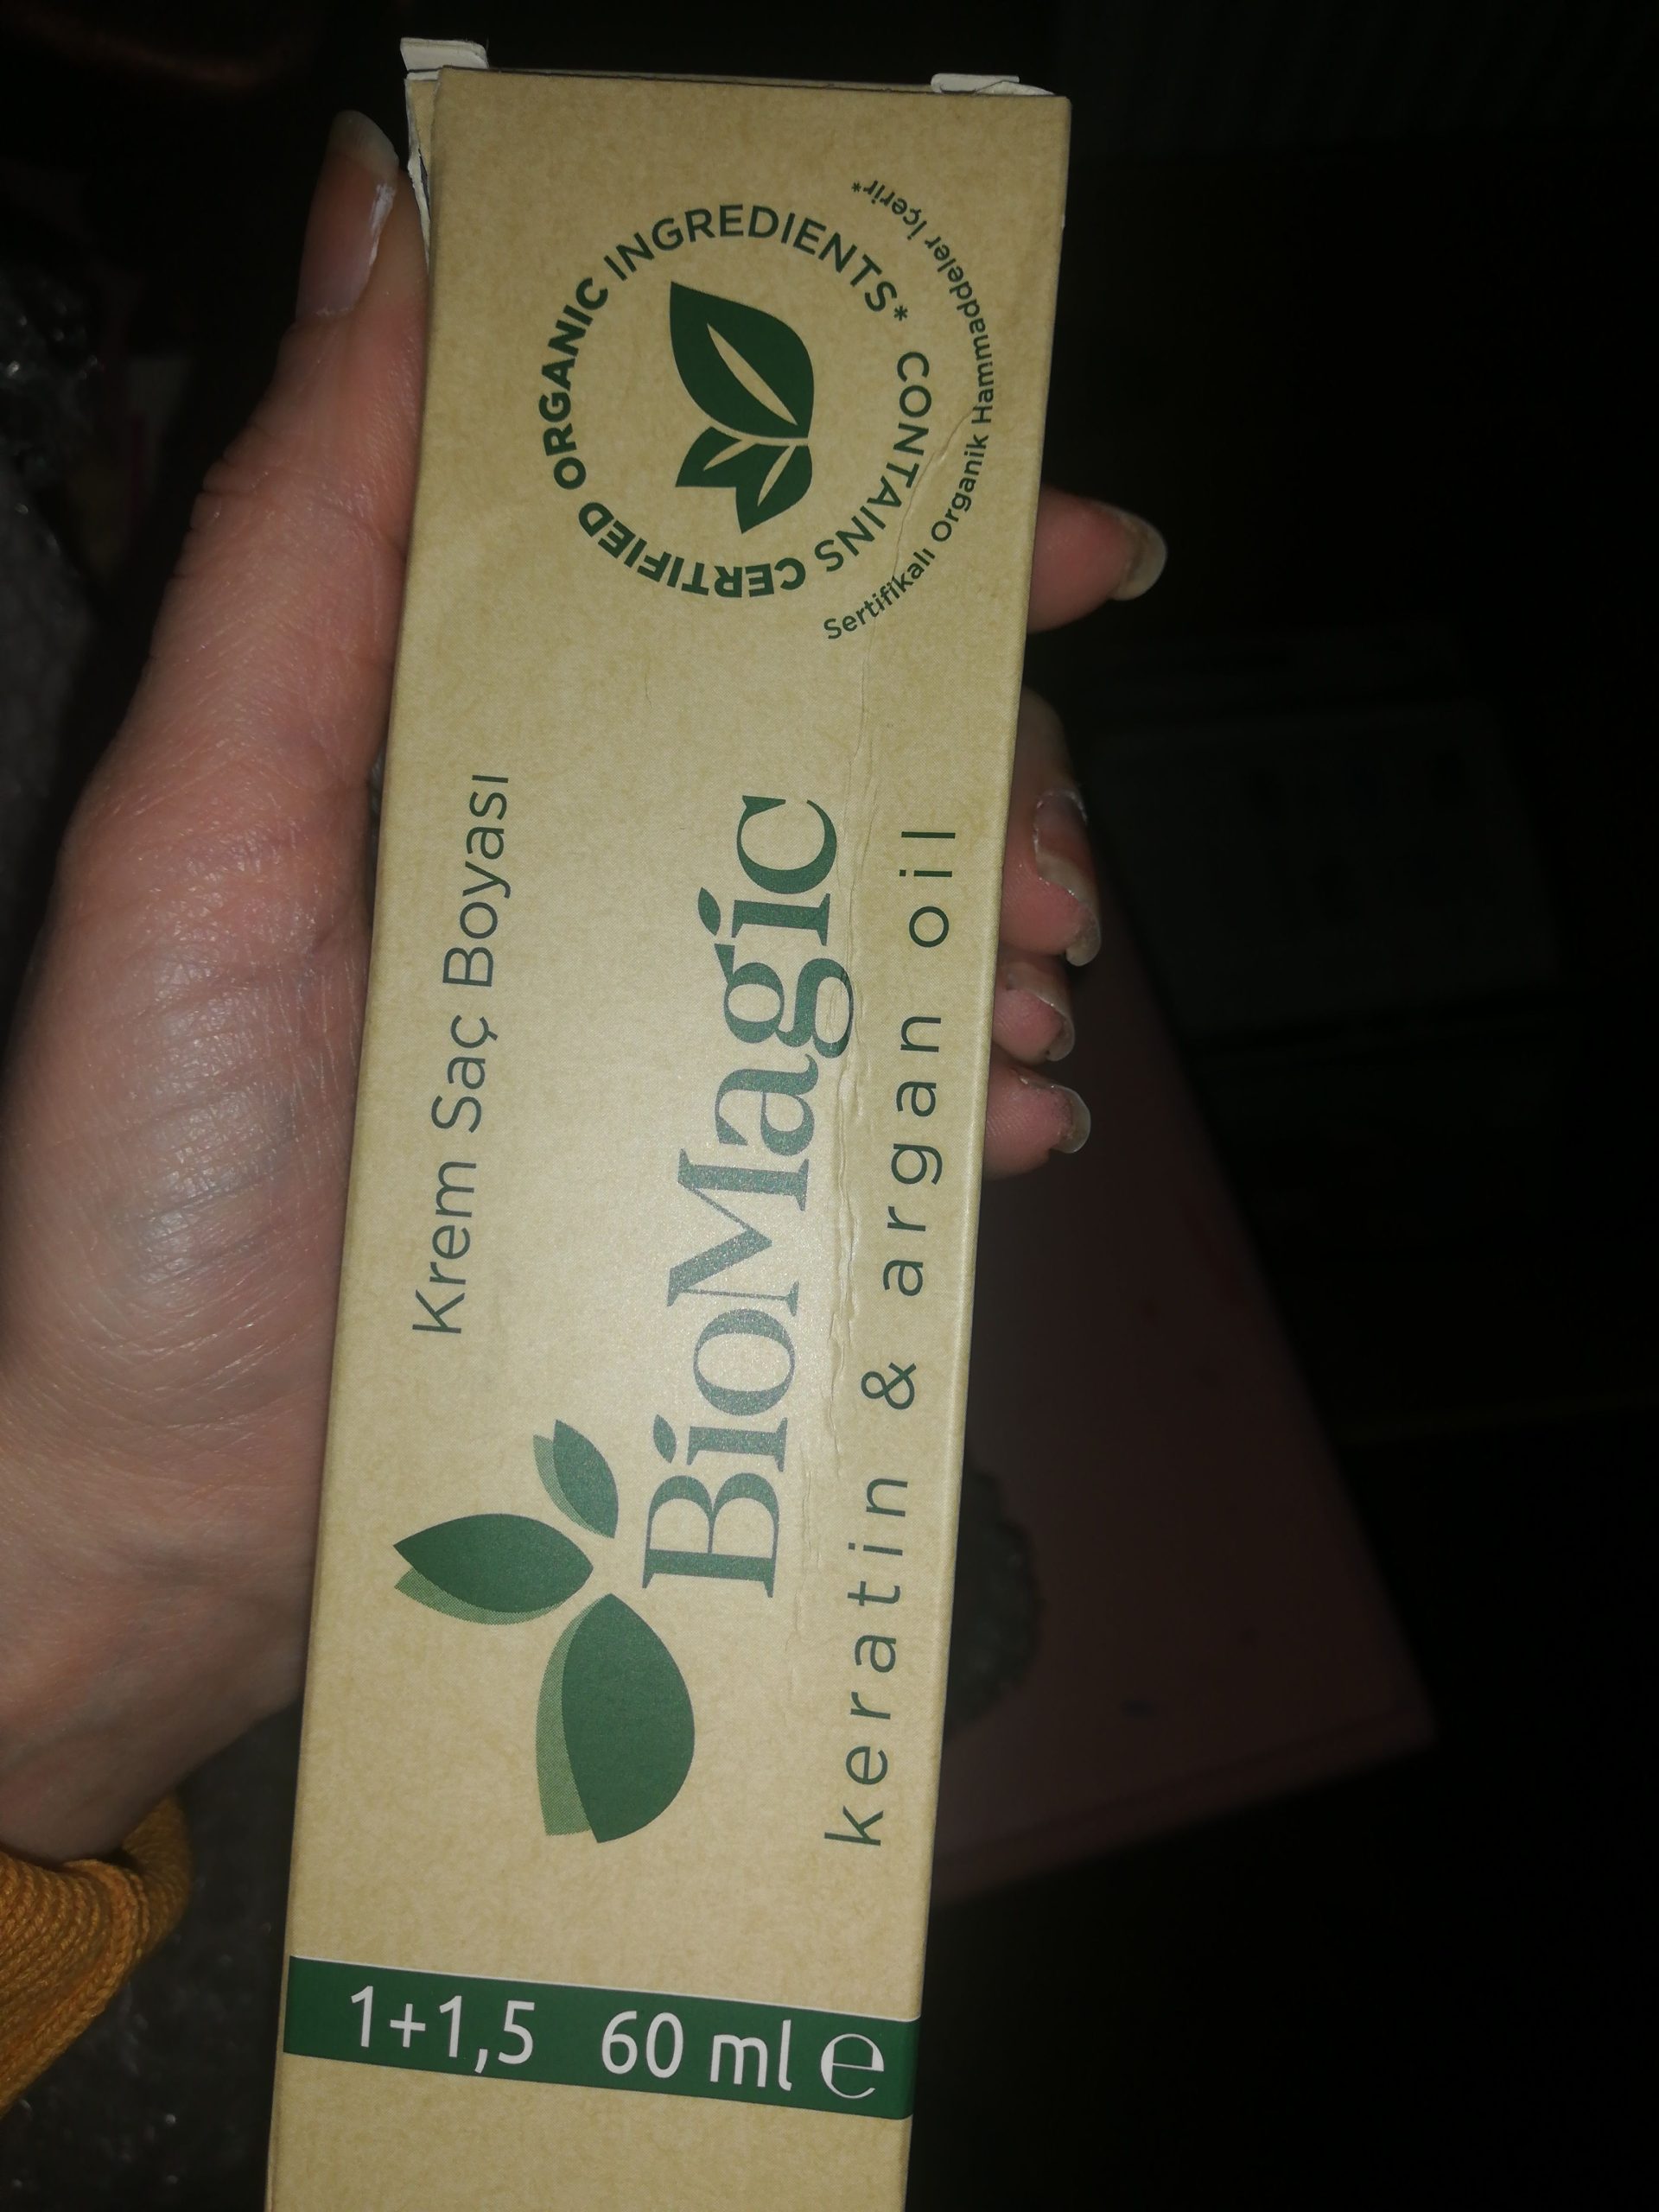 Krem Saç Boyası
BioMagic
keratin & argan oil
CONTAINS CERTIFIED ORGANIC INGREDIENTS*
Sertifikalı Organik Hammaddeler İçerir*
1+1,5 60 ml ℮